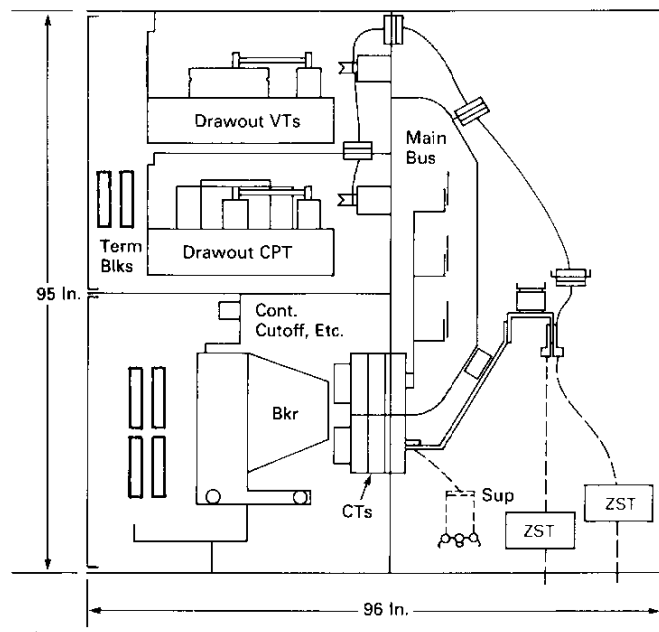 Drawout VTs
Main
Bus
Term
Blks
Drawout CPT
95 In.
Cont.
Cutoff, Etc.
Bkr
CTs
Sup
ZST
ZST
96 In.